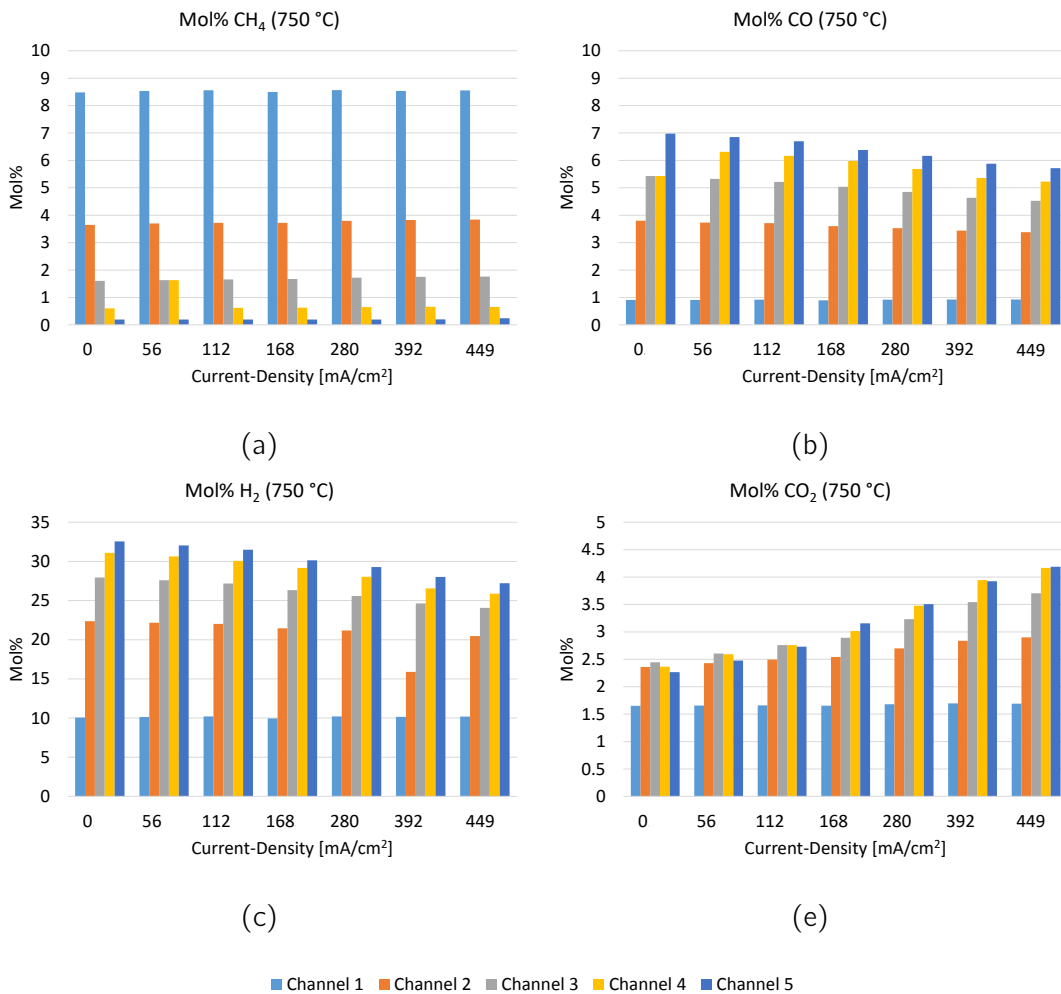 Mol% CH₄ (750 °C)
10
9
8
7
6
5
4
3
2
1
0
Mol%
0 56 112 168 280 392 449
Current-Density [mA/cm²]
(a)
Mol% CO (750 °C)
10
9
8
7
6
5
4
3
2
1
0
Mol%
0 56 112 168 280 392 449
Current-Density [mA/cm²]
(b)
Mol% H₂ (750 °C)
35
30
25
20
15
10
5
0
Mol%
0 56 112 168 280 392 449
Current-Density [mA/cm²]
(c)
Mol% CO₂ (750 °C)
5
4.5
4
3.5
3
2.5
2
1.5
1
0.5
0
Mol%
0 56 112 168 280 392 449
Current-Density [mA/cm²]
(e)
Channel 1 Channel 2 Channel 3 Channel 4 Channel 5